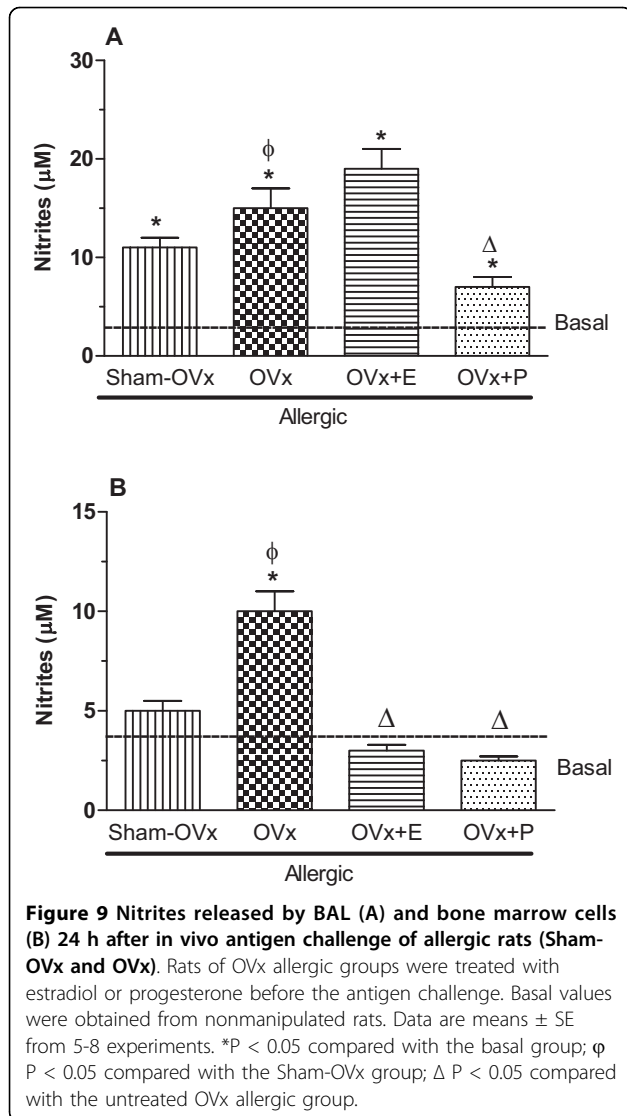 A
30
20
10
0
Nitrites (μM)
*
ϕ
*
*
Δ
*
Basal
Sham-OVx OVx OVx+E OVx+P
Allergic
B
15
10
5
0
Nitrites (μM)
ϕ
*
Δ
Δ
Basal
Sham-OVx OVx OVx+E OVx+P
Allergic
Figure 9 Nitrites released by BAL (A) and bone marrow cells
(B) 24 h after in vivo antigen challenge of allergic rats (Sham-
OVx and OVx). Rats of OVx allergic groups were treated with
estradiol or progesterone before the antigen challenge. Basal values
were obtained from nonmanipulated rats. Data are means ± SE
from 5-8 experiments. *P < 0.05 compared with the basal group; φ
P < 0.05 compared with the Sham-OVx group; Δ P < 0.05 compared
with the untreated OVx allergic group.